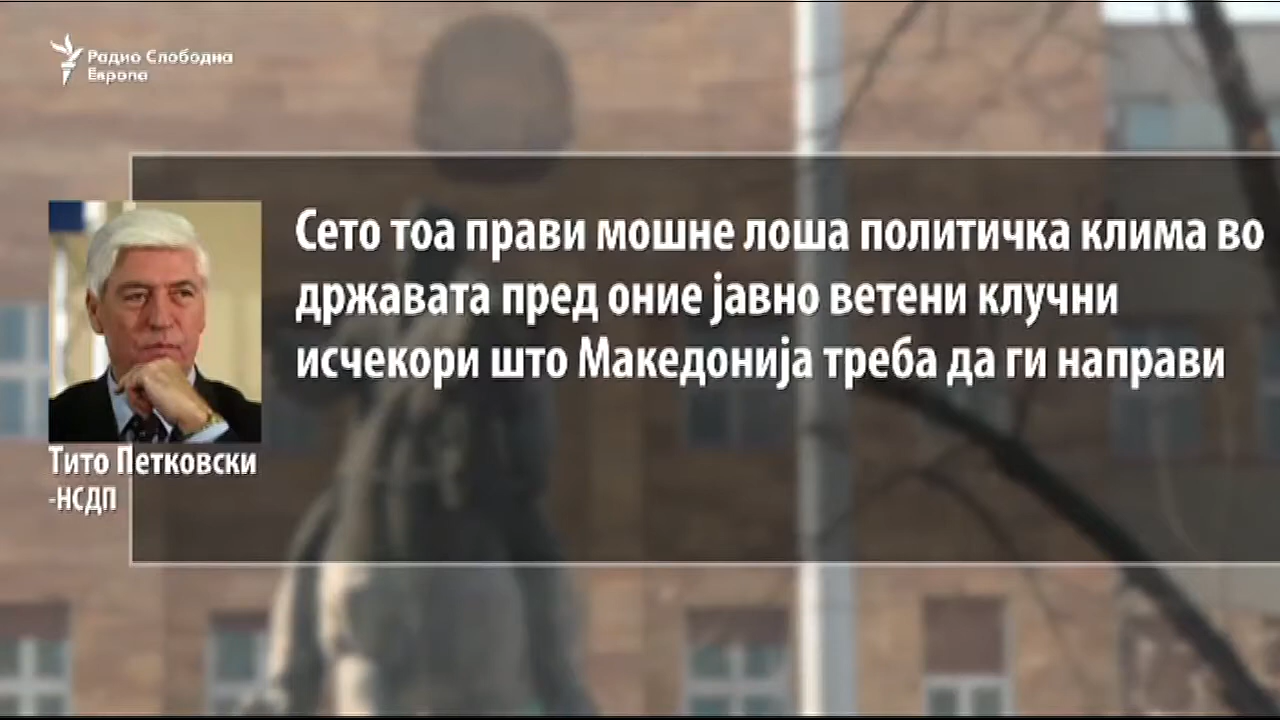 Радио Слободна
Европа
Сето тоа прави мошне лоша политичка клима во
државата пред оние јавно ветени клучни
исчекори што Македонија треба да ги направи
Тито Петковски
-НСДП